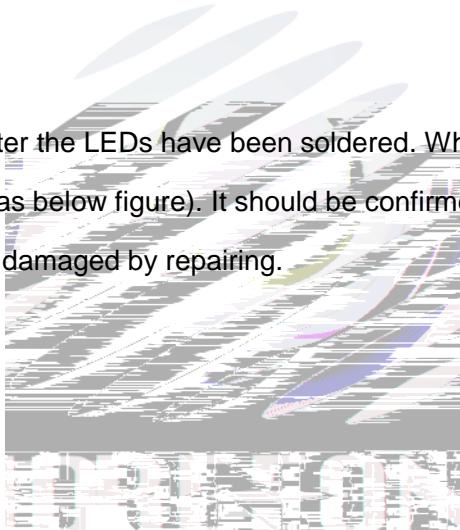 ter the LEDs have been soldered. Wh
as below figure). It should be confirme
damaged by repairing.